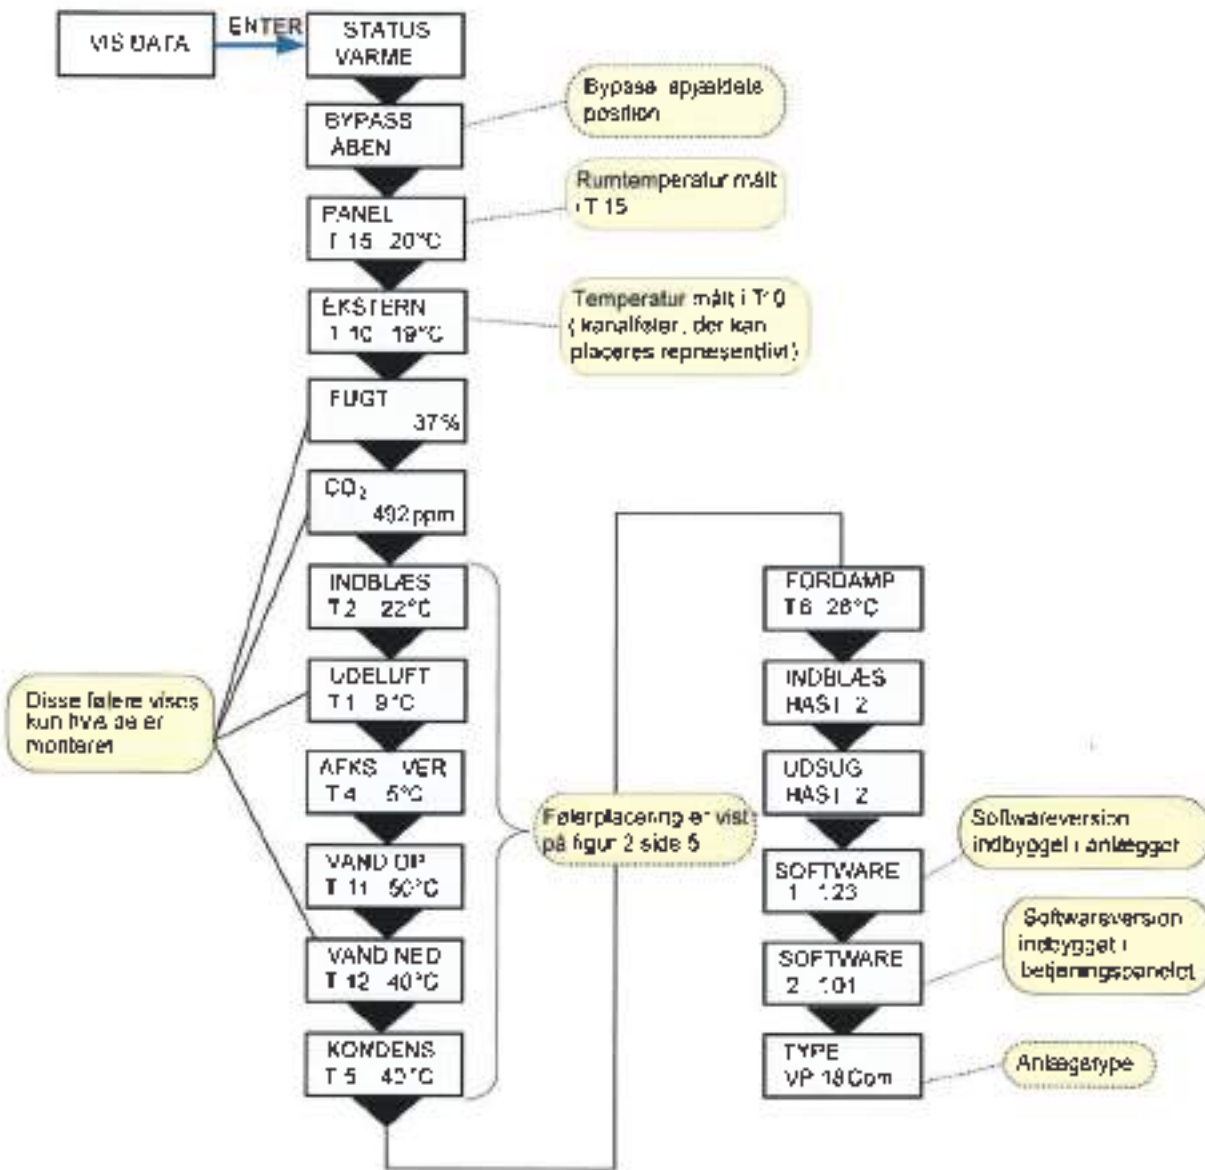 VIS DATA
ENTER
STATUS
VARME
BYPASS
ÅBEN
Bypass spjældets
position
PANEL
T 15 20°C
Rumtemperatur målt
i T 15
EKSTERN
T 10 19°C
Temperatur målt i T10
( kanalføler, der kan
placeres repræsentivt)
FUGT
37%
CO₂
492 ppm
INDBLÆS
T 2 22°C
UDELUFT
T 1 9°C
Disse følere vises
kun hvis de er
monteret
AFKS VER
T 4 5°C
VAND OP
T 11 50°C
VAND NED
T 12 40°C
KONDENS
T 5 40°C
Følerplacering er vist
på figur 2 side 5
FORDAMP
T 6 26°C
INDBLÆS
HAST 2
UDSUG
HAST 2
SOFTWARE
1 1.23
Softwareversion
indbygget i anlægget
SOFTWARE
2 1.01
Softwareversion
indbygget i
betjeningspanelet
TYPE
VP 18Com
Anlægstype